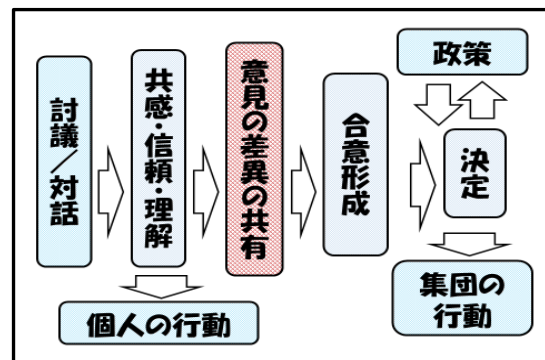 討議／対話
共感・信頼・理解
意見の差異の共有
合意形成
政策
決定
個人の行動
集団の
行動